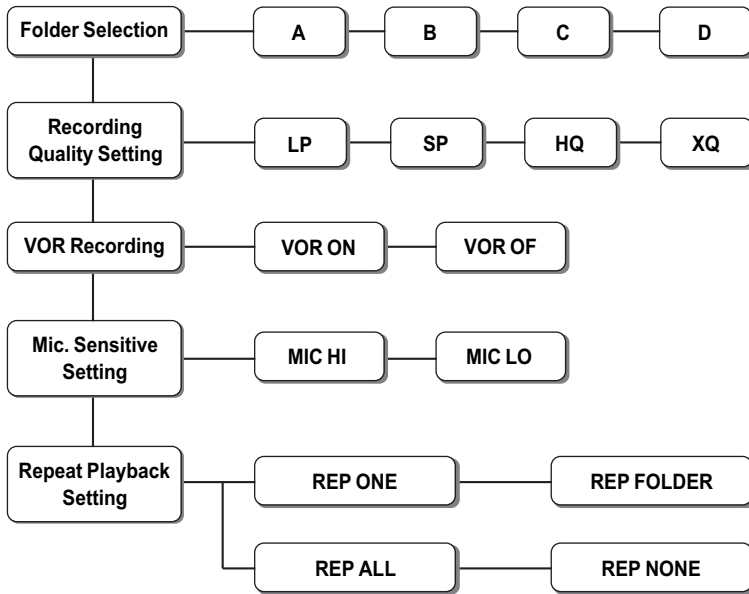 Folder Selection
A
B
C
D
Recording
Quality Setting
LP
SP
HQ
XQ
VOR Recording
VOR ON
VOR OF
Mic. Sensitive
Setting
MIC HI
MIC LO
Repeat Playback
Setting
REP ONE
REP FOLDER
REP ALL
REP NONE